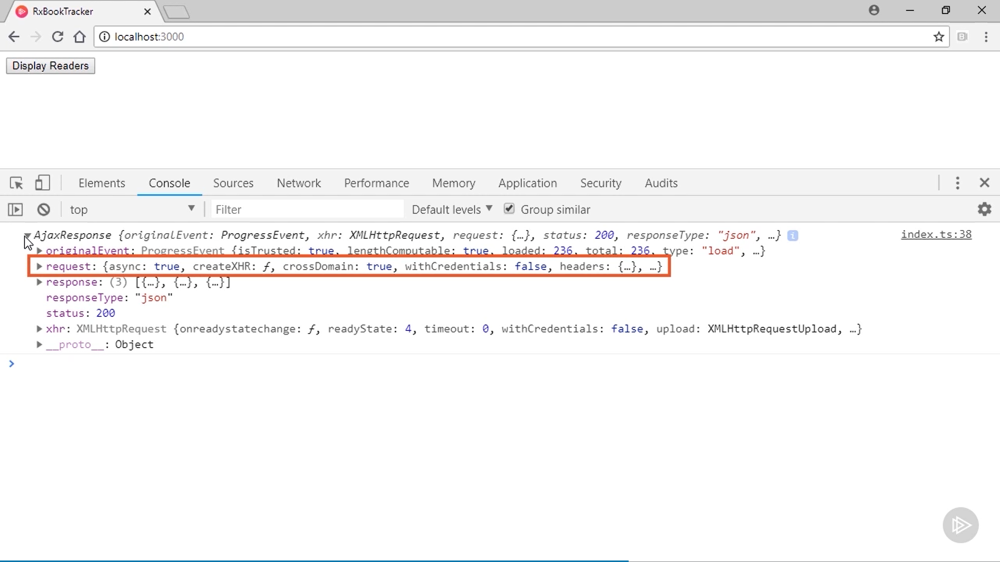 RxBookTracker
localhost:3000
Display Readers
Elements Console Sources Network Performance Memory Application Security Audits
top Filter Default levels Group similar
AjaxResponse {originalEvent: ProgressEvent, xhr: XMLHttpRequest, request: {…}, status: 200, responseType: "json", …} i index.ts:38
originalEvent: ProgressEvent {isTrusted: true, lengthComputable: true, loaded: 236, total: 236, type: "load", …}
request: {async: true, createXHR: ƒ, crossDomain: true, withCredentials: false, headers: {…}, …}
response: (3) [{…}, {…}, {…}]
responseType: "json"
status: 200
xhr: XMLHttpRequest {onreadystatechange: ƒ, readyState: 4, timeout: 0, withCredentials: false, upload: XMLHttpRequestUpload, …}
__proto__: Object